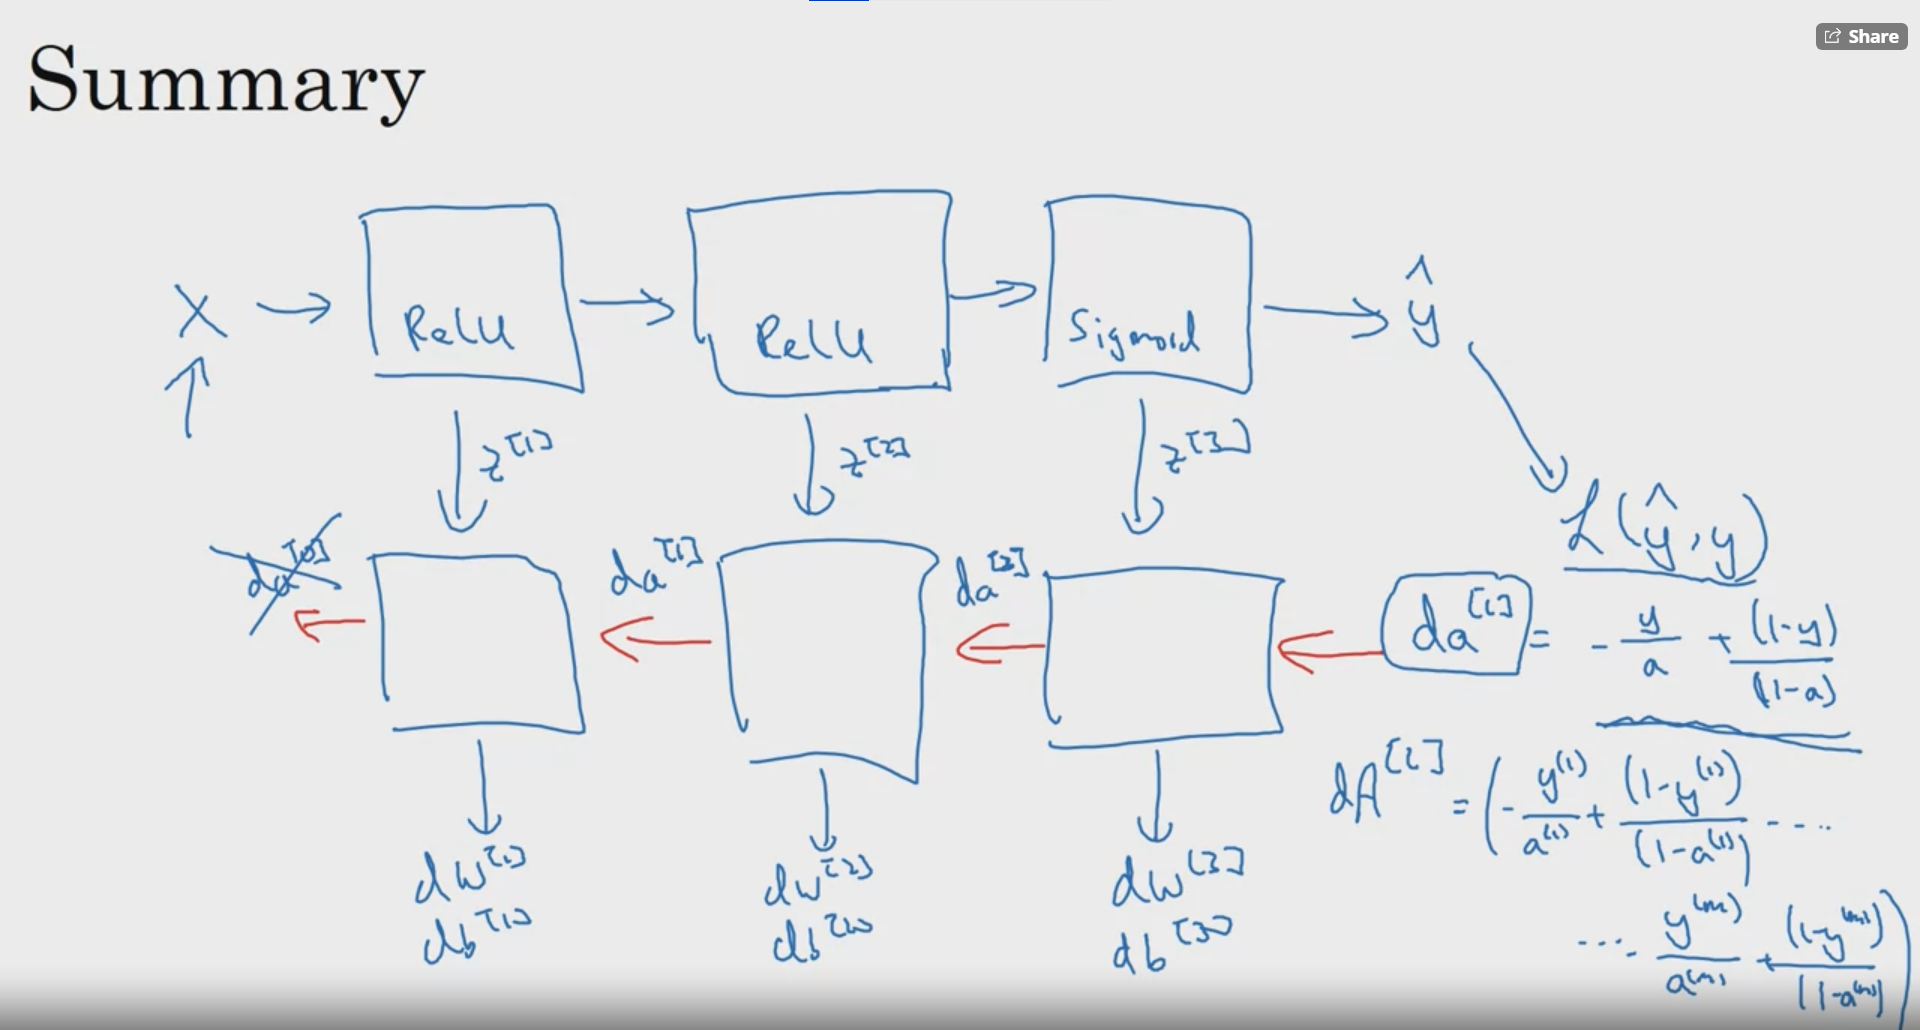 Share
Summary
X → ReLU → ReLU → Sigmoid → ŷ
z^[1] z^[2] z^[3]
L(ŷ, y)
da^[0] da^[1] da^[2] da^[l] = - y/a + (1-y)/(1-a)
dA^[l] = (- y^(1)/a^(1) + (1-y^(1))/(1-a^(1)) ....
dw^[1] dw^[2] dw^[3]
db^[1] db^[2] db^[3]
.... y^(m)/a^(m) + (1-y^(m))/(1-a^(m)))